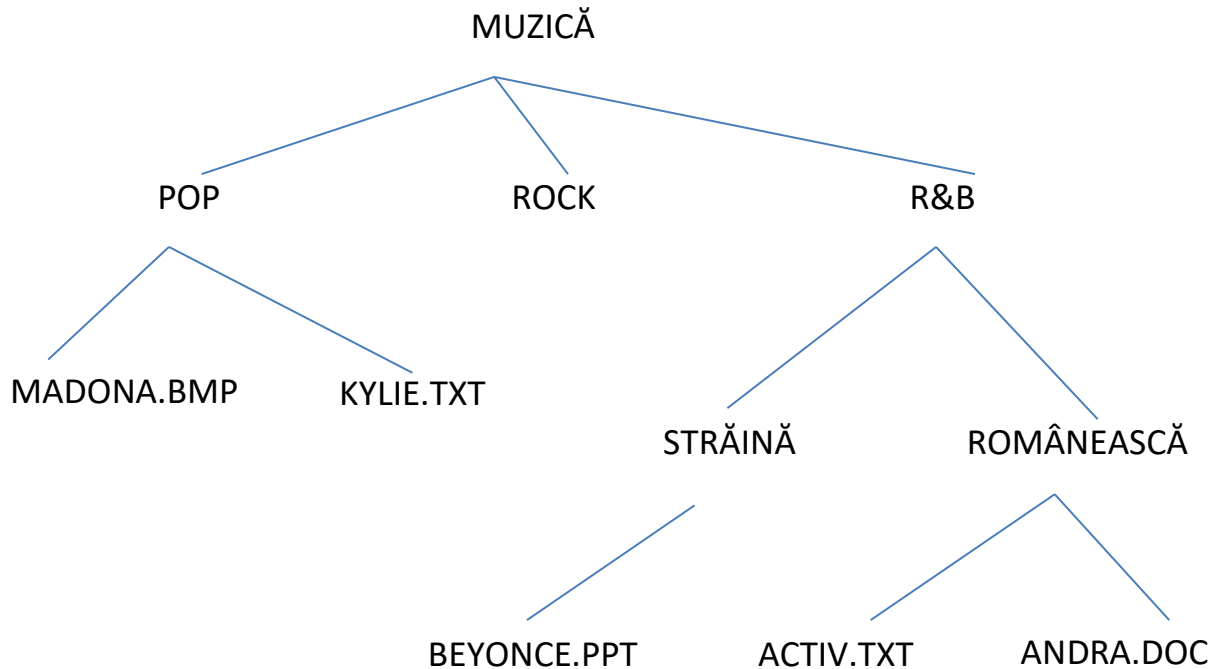 MUZICĂ
POP ROCK R&B
MADONA.BMP KYLIE.TXT
STRĂINĂ ROMÂNEASCĂ
BEYONCE.PPT ACTIV.TXT ANDRA.DOC